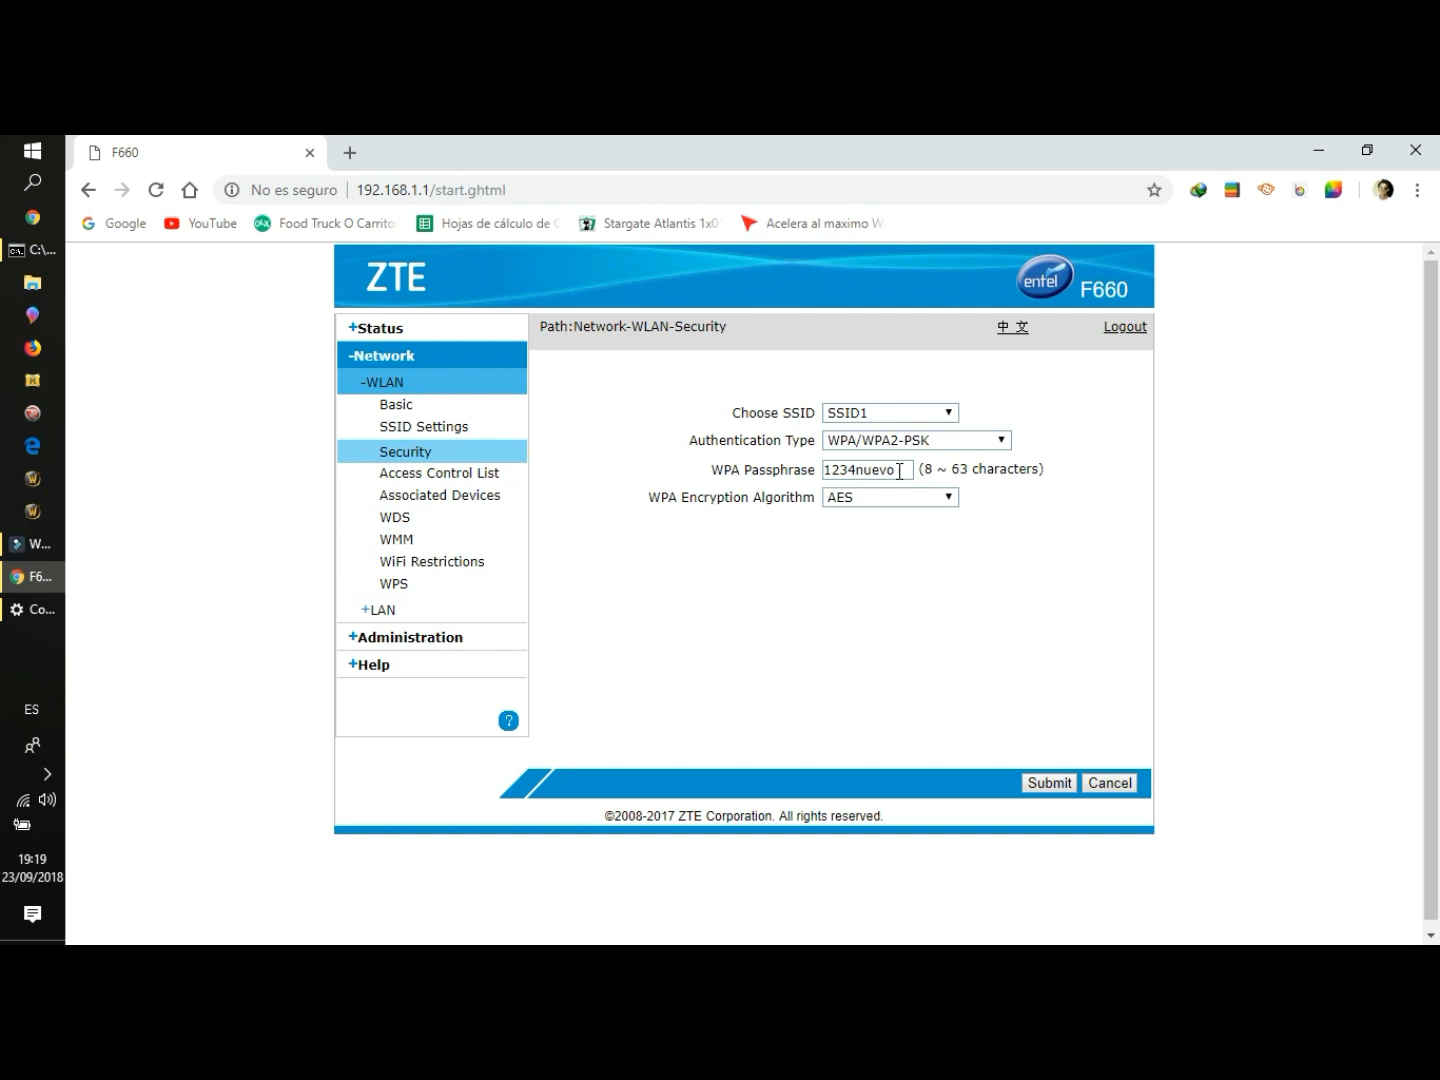 F660
No es seguro | 192.168.1.1/start.ghtml
Google YouTube Food Truck O Carrito Hojas de cálculo de G Stargate Atlantis 1x01 Acelera al maximo W
C:\...
W...
F6...
Co...
ES
19:19
23/09/2018
ZTE
entel F660
+Status
-Network
-WLAN
Basic
SSID Settings
Security
Access Control List
Associated Devices
WDS
WMM
WiFi Restrictions
WPS
+LAN
+Administration
+Help
?
Path:Network-WLAN-Security 中文 Logout
Choose SSID SSID1
Authentication Type WPA/WPA2-PSK
WPA Passphrase 1234nuevo (8 ~ 63 characters)
WPA Encryption Algorithm AES
Submit Cancel
©2008-2017 ZTE Corporation. All rights reserved.